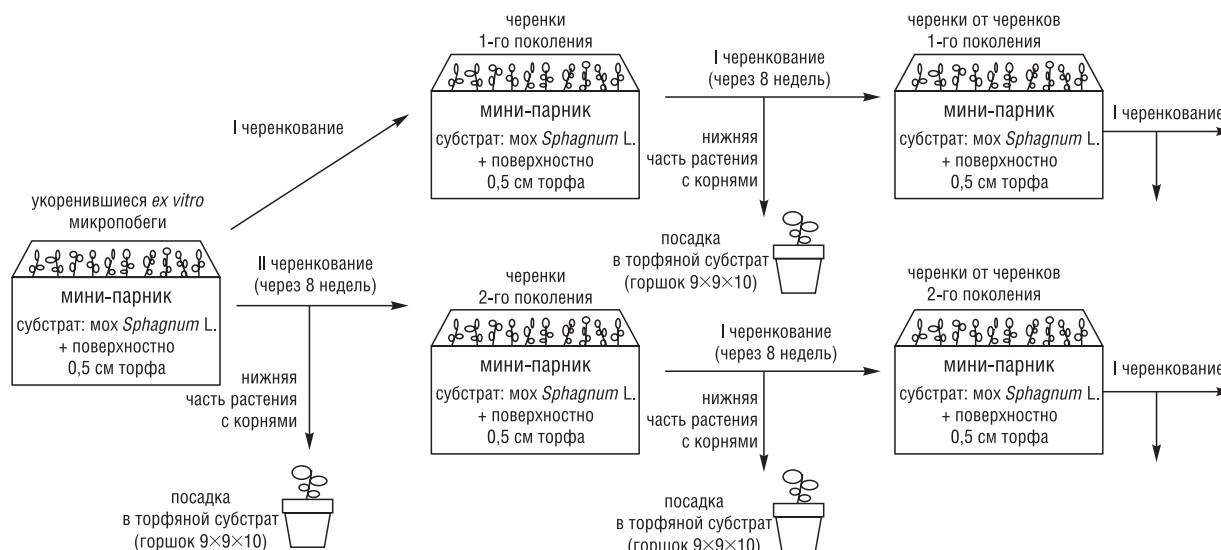 укоренившиеся ex vitro
микропобеги
мини-парник
субстрат: мох Sphagnum L.
+ поверхностно
0,5 см торфа
I черенкование
II черенкование
(через 8 недель)
нижняя
часть растения
с корнями
посадка
в торфяной субстрат
(горшок 9×9×10)
черенки
1-го поколения
мини-парник
субстрат: мох Sphagnum L.
+ поверхностно
0,5 см торфа
I черенкование
(через 8 недель)
нижняя
часть растения
с корнями
посадка
в торфяной субстрат
(горшок 9×9×10)
черенки от черенков
1-го поколения
мини-парник
субстрат: мох Sphagnum L.
+ поверхностно
0,5 см торфа
I черенкование
черенки
2-го поколения
мини-парник
субстрат: мох Sphagnum L.
+ поверхностно
0,5 см торфа
I черенкование
(через 8 недель)
нижняя
часть растения
с корнями
посадка
в торфяной субстрат
(горшок 9×9×10)
черенки от черенков
2-го поколения
мини-парник
субстрат: мох Sphagnum L.
+ поверхностно
0,5 см торфа
I черенкование